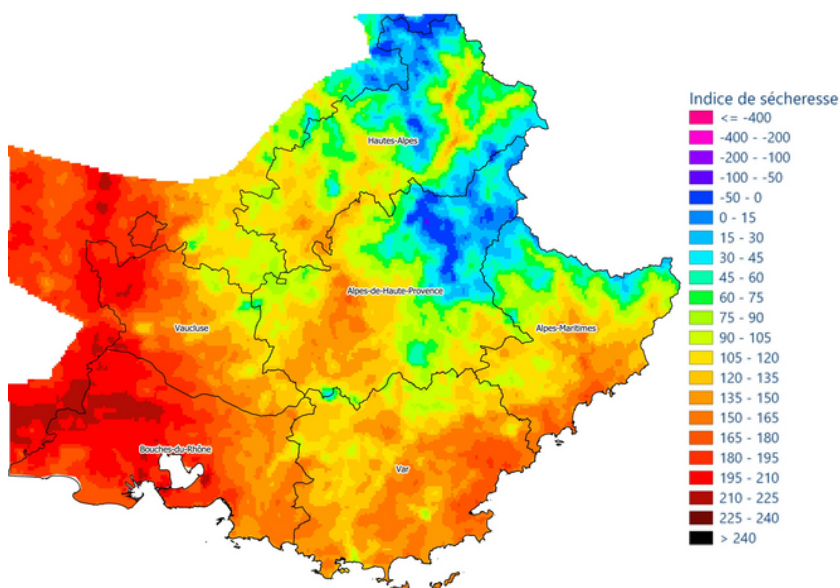 Indice de sécheresse
<= -400
-400 - -200
-200 - -100
-100 - -50
-50 - 0
0 - 15
15 - 30
30 - 45
45 - 60
60 - 75
75 - 90
90 - 105
105 - 120
120 - 135
135 - 150
150 - 165
165 - 180
180 - 195
195 - 210
210 - 225
225 - 240
> 240
Hautes-Alpes
Alpes-de-Haute-Provence
Vaucluse
Alpes-Maritimes
Bouches-du-Rhône
Var